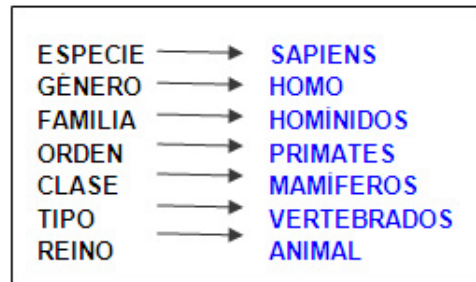 ESPECIE SAPIENS
GÉNERO HOMO
FAMILIA HOMÍNIDOS
ORDEN PRIMATES
CLASE MAMÍFEROS
TIPO VERTEBRADOS
REINO ANIMAL